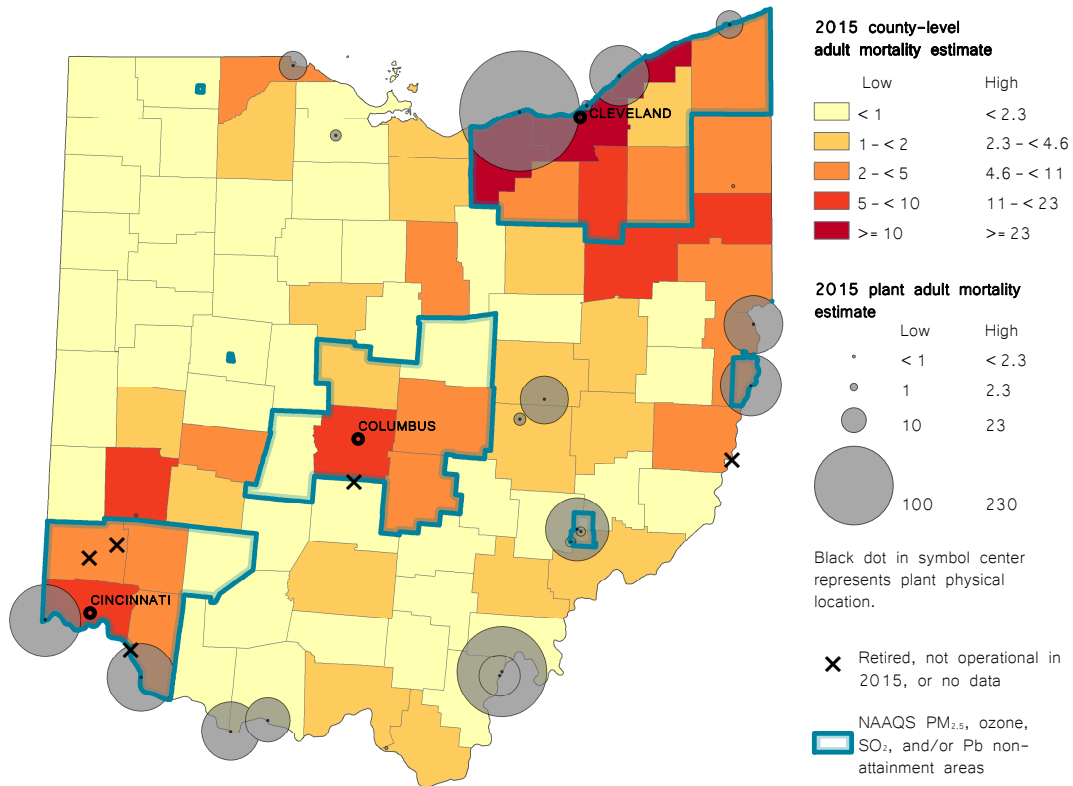 CLEVELAND
COLUMBUS
CINCINNATI
2015 county-level
adult mortality estimate
Low High
< 1 < 2.3
1 – < 2 2.3 – < 4.6
2 – < 5 4.6 – < 11
5 – < 10 11 – < 23
>= 10 >= 23
2015 plant adult mortality
estimate
Low High
< 1 < 2.3
1 2.3
10 23
100 230
Black dot in symbol center
represents plant physical
location.
Retired, not operational in
2015, or no data
NAAQS PM₂.₅, ozone,
SO₂, and/or Pb non-
attainment areas